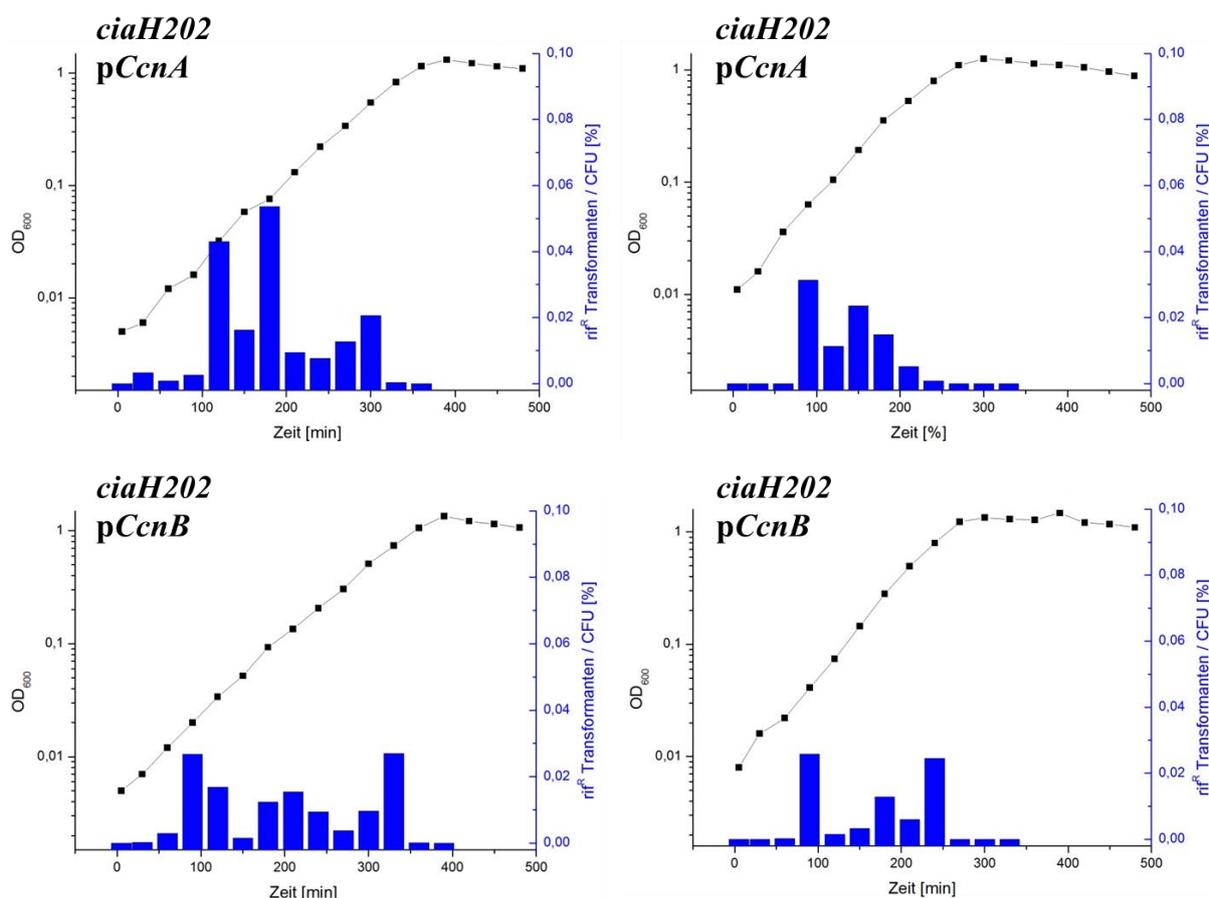 ciaH202
pCcnA
OD600
1
0,1
0,01
0,10
0,08
0,06
0,04
0,02
0,00
rifR Transformanten / CFU [%]
0 100 200 300 400 500
Zeit [min]
ciaH202
pCcnA
OD600
1
0,1
0,01
0,10
0,08
0,06
0,04
0,02
0,00
rifR Transformanten / CFU [%]
0 100 200 300 400 500
Zeit [%]
ciaH202
pCcnB
OD600
1
0,1
0,01
0,10
0,08
0,06
0,04
0,02
0,00
rifR Transformanten / CFU [%]
0 100 200 300 400 500
Zeit [min]
ciaH202
pCcnB
OD600
1
0,1
0,01
0,10
0,08
0,06
0,04
0,02
0,00
rifR Transformanten / CFU [%]
0 100 200 300 400 500
Zeit [min]